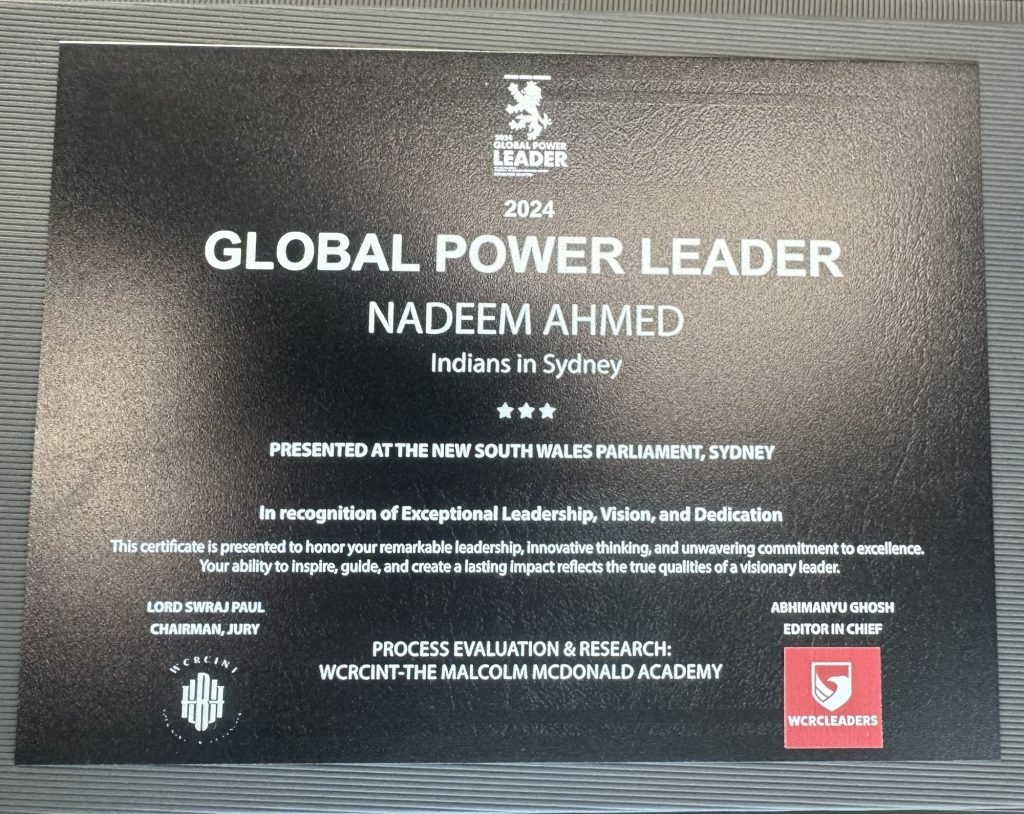 2024
GLOBAL POWER
LEADER
2024
GLOBAL POWER LEADER
NADEEM AHMED
Indians in Sydney
PRESENTED AT THE NEW SOUTH WALES PARLIAMENT, SYDNEY
In recognition of Exceptional Leadership, Vision, and Dedication
This certificate is presented to honor your remarkable leadership, innovative thinking, and unwavering commitment to excellence.
Your ability to inspire, guide, and create a lasting impact reflects the true qualities of a visionary leader.
LORD SWRAJ PAUL
CHAIRMAN, JURY
ABHIMANYU GHOSH
EDITOR IN CHIEF
PROCESS EVALUATION & RESEARCH:
WCRCINT-THE MALCOLM MCDONALD ACADEMY
WCRCINT
WCRCLEADERS